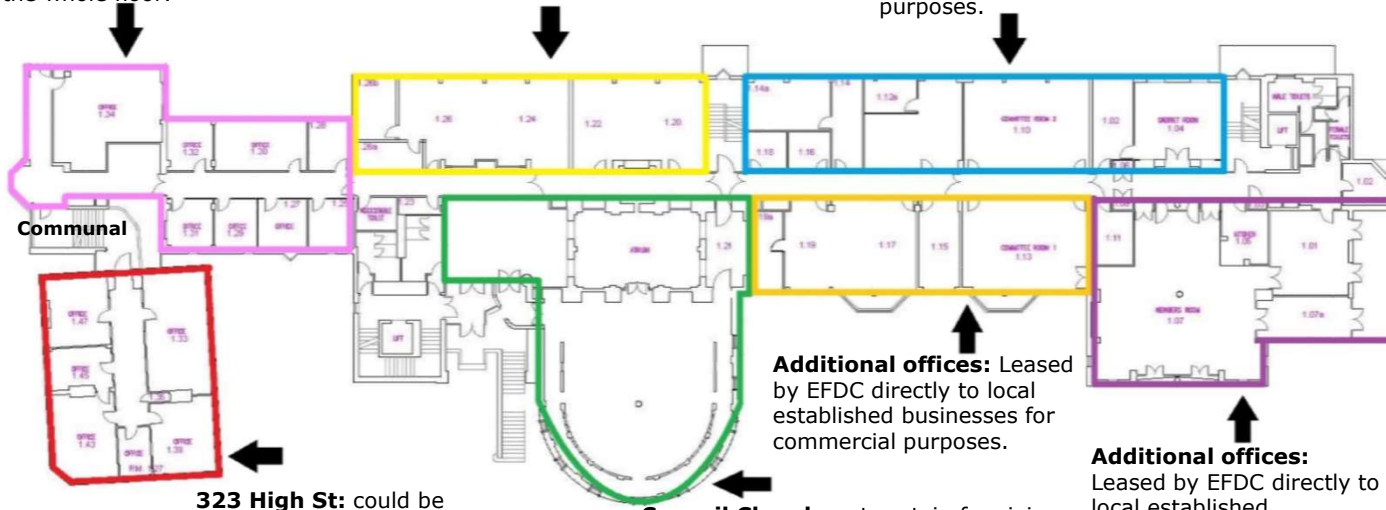 the whole floor.
purposes.
OFFICE
1.34
1.28b
1.26
1.24
1.22
1.20
1.14a
1.14
1.12a
COMMITTEE ROOM 2
1.10
1.02
CABINET ROOM
1.04
MALE TOILETS
LIFT
FEMALE
TOILETS
OFFICE
1.32
OFFICE
1.30
1.28
1.26a
1.10
1.16
1.02
Communal
OFFICE
1.31
OFFICE
1.29
1.27
OFFICE
1.23
TOILET
ATRIUM
1.21
1.19
1.17
1.15
COMMITTEE ROOM 1
1.13
1.11
KITCHEN
1.05
1.01
MEMBERS ROOM
1.07
1.07a
OFFICE
1.47
OFFICE
1.33
OFFICE
1.45
OFFICE
1.43
OFFICE
OFFICE
1.39
LIFT
Additional offices: Leased
by EFDC directly to local
established businesses for
commercial purposes.
Additional offices:
Leased by EFDC directly to
local established
323 High St: could be